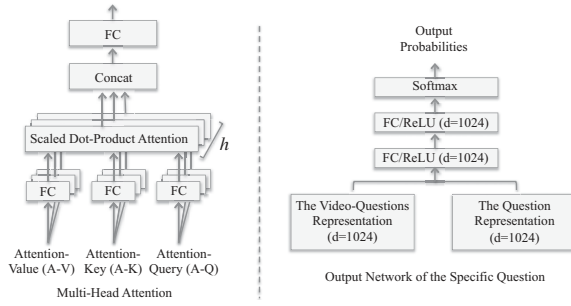 FC
Concat
Scaled Dot-Product Attention
h
FC
FC
FC
Attention-
Value (A-V)
Attention-
Key (A-K)
Attention-
Query (A-Q)
Multi-Head Attention
Output
Probabilities
Softmax
FC/ReLU (d=1024)
FC/ReLU (d=1024)
The Video-Questions
Representation
(d=1024)
The Question
Representation
(d=1024)
Output Network of the Specific Question